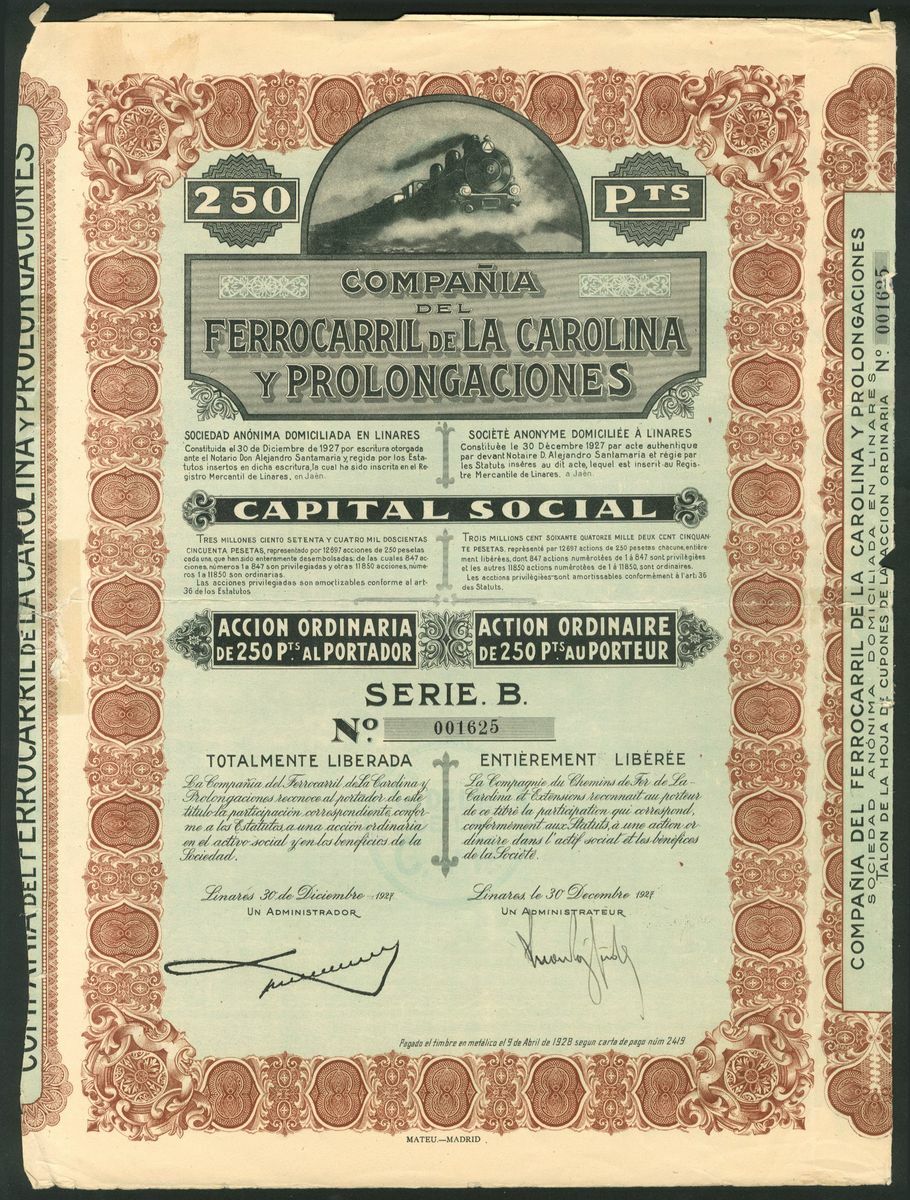 250
PTS
COMPAÑIA
DEL
FERROCARRIL DE LA CAROLINA
Y PROLONGACIONES
SOCIEDAD ANÓNIMA DOMICILIADA EN LINARES
Constituida el 30 de Diciembre de 1927 por escritura otorgada
ante el Notario Don Alejandro Santamaria y regida por los Esta-
tutos insertos en dicha escritura, la cual ha sido inscrita en el Re-
gistro Mercantil de Linares, en Jaén.
SOCIÈTÉ ANONYME DOMICILIÉE À LINARES
Constituée le 30 Décembre 1927 par acte authentique
par devant Notaire D. Alejandro Santamaria et régie par
les Statuts insères au dit acte, lequel est inscrit au Regis-
tre Mercantile de Linares. a Jaén.
CAPITAL SOCIAL
TRES MILLONES CIENTO SETENTA Y CUATRO MIL DOSCIENTAS
CINCUENTA PESETAS, representado por 12697 acciones de 250 pesetas
cada una, que han sido enteramente desembolsadas; de las cuales 847 ac-
ciones, números 1 a 847 son privilegiadas y otras 11850 acciones, núme-
ros 1 a 11850 son ordinarias.
Las acciones privilegiadas son amortizables conforme el art-
36 de los Estatutos
TROIS MILLIONS CENT SOIXANTE QUATORZE MILLE DEUX CENT CINQUAN-
TE PESETAS, représenté par 12697 actions de 250 pesetas chacune, entière-
ment libérées, dont 847 actions numérotées de 1 á 847 sont privilégiées
et les autres 11850 actions numérotées de 1 à 11850, sont ordinaires.
Les acctions privilégiées-sont amortissables conformément à l'art: 36
des Statuts.
ACCION ORDINARIA
DE 250 PTS AL PORTADOR
ACTION ORDINAIRE
DE 250 PTS AU PORTEUR
SERIE. B.
Nº. 001625
TOTALMENTE LIBERADA
La Compañia del Ferrocarril de La Carolina y
Prolongaciones, reconoce al portador de este
titulo la participación correspondiente, confor-
me a los Estatutos, a una acción ordinaria
en el activo social y en los beneficios de la
Sociedad.
ENTIÈREMENT LIBÉRÉE
La Compagnie du Chemins de Fer de La-
Carolina et Extensions, reconnait au porteur
de ce titre la participation qui correspond,
conformèment aux Statuts, à une action or
dinaire dans l'actif social et les bénéfices
de la Société.
Linares 30 de Diciembre 1927
UN ADMINISTRADOR
Linares, le 30 Decembre 1927
UN ADMINISTRATEUR
Pagado el timbre en metálico el 9 de Abril de 1928 segun carta de pago núm 2419
MATEU.—MADRID.
COMPAÑIA DEL FERROCARRIL DE LA CAROLINA Y PROLONGACIONES
COMPAÑIA DEL FERROCARRIL DE LA CAROLINA Y PROLONGACIONES
SOCIEDAD ANÓNIMA DOMICILIADA EN LINARES
TALON DE LA HOJA DE CUPONES DE LA ACCION ORDINARIA Nº 001625